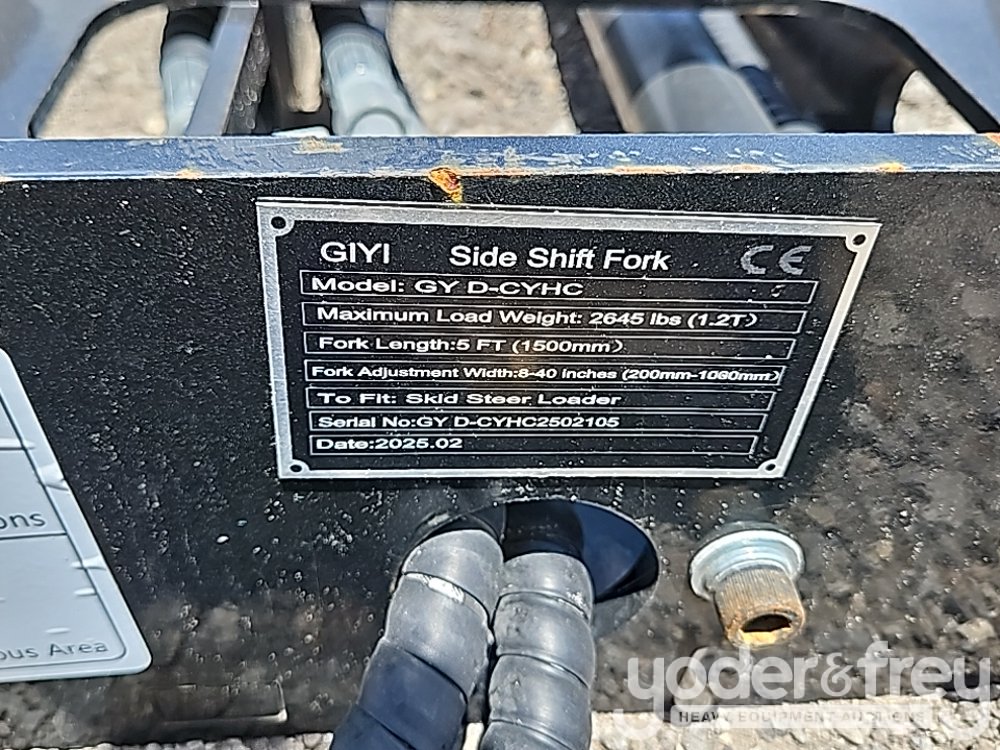 GIYI Side Shift Fork CE
Model: GY D-CYHC
Maximum Load Weight: 2645 lbs (1.2T)
Fork Length:5 FT (1500mm)
Fork Adjustment Width:8-40 inches (200mm-1060mm)
To Fit: Skid Steer Loader
Serial No:GY D-CYHC2502105
Date:2025.02
ons
ous Area
yoder&frey
HEAVY EQUIPMENT AUCTIONS